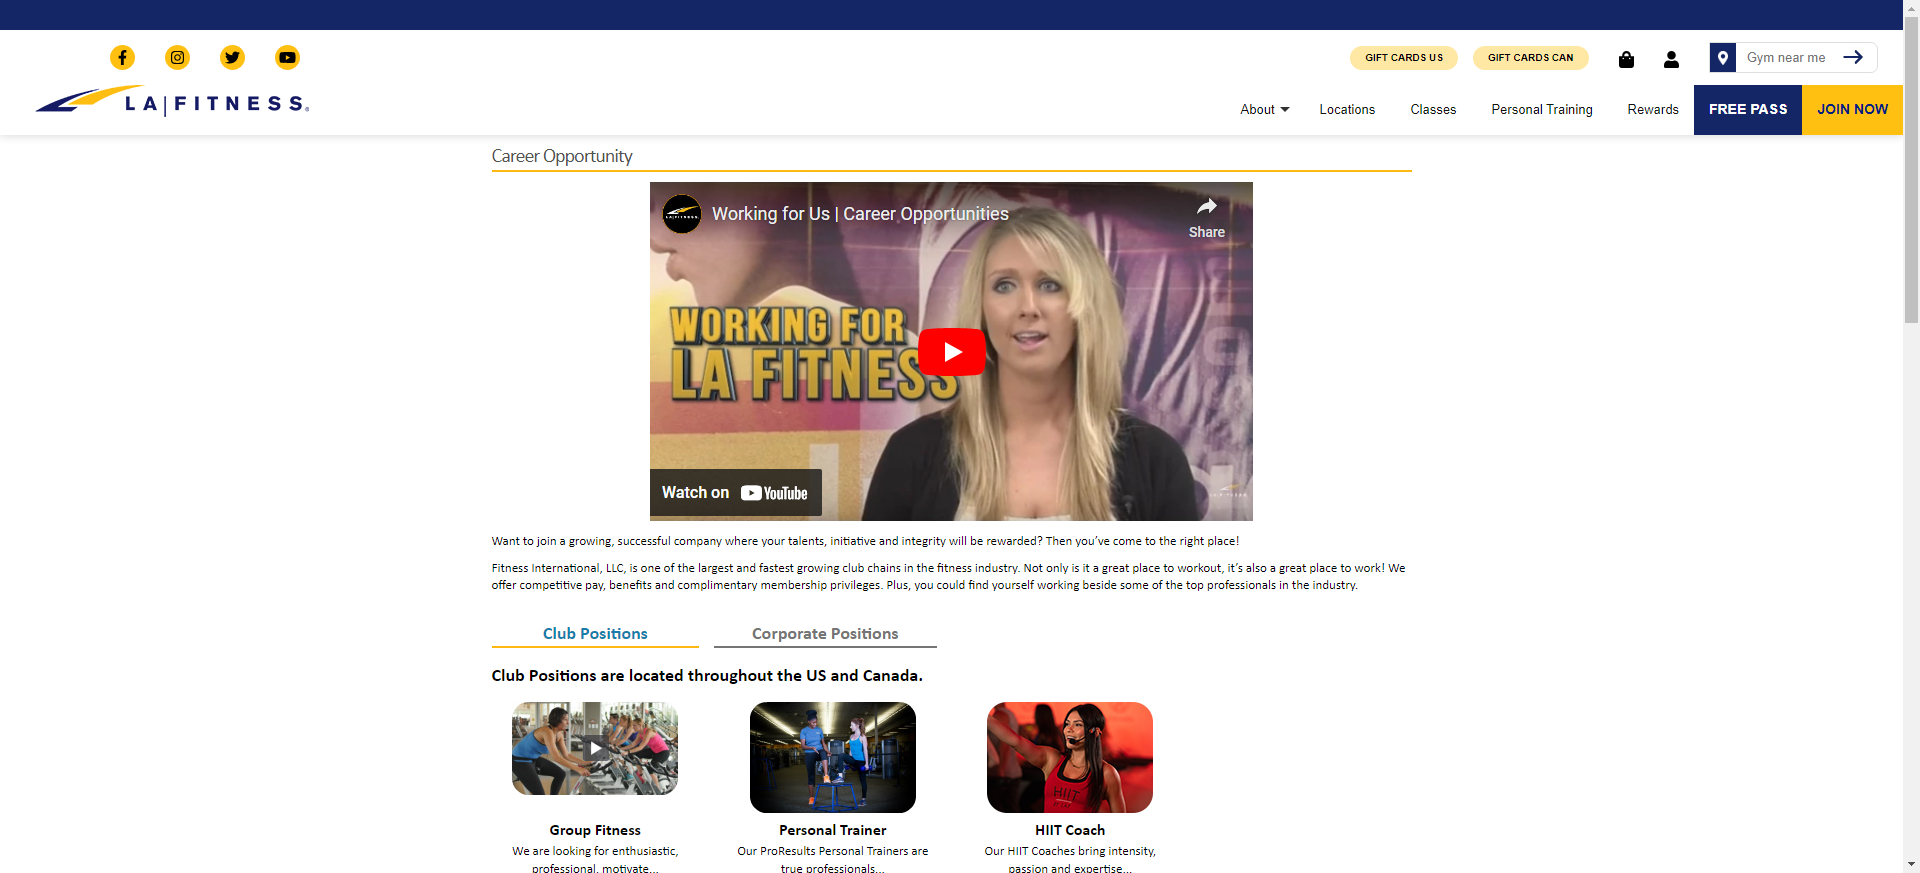 GIFT CARDS US
GIFT CARDS CAN
Gym near me
LA|FITNESS®
About
Locations
Classes
Personal Training
Rewards
FREE PASS
JOIN NOW
Career Opportunity
LA|FITNESS.
Working for Us | Career Opportunities
Share
WORKING FOR
LA FITNESS
Watch on YouTube
LA FITNESS
Want to join a growing, successful company where your talents, initiative and integrity will be rewarded? Then you’ve come to the right place!
Fitness International, LLC, is one of the largest and fastest growing club chains in the fitness industry. Not only is it a great place to workout, it’s also a great place to work! We
offer competitive pay, benefits and complimentary membership privileges. Plus, you could find yourself working beside some of the top professionals in the industry.
Club Positions
Corporate Positions
Club Positions are located throughout the US and Canada.
HIIT
Group Fitness
Personal Trainer
HIIT Coach
We are looking for enthusiastic,
professional, motivate...
Our ProResults Personal Trainers are
true professionals...
Our HIIT Coaches bring intensity,
passion and expertise...